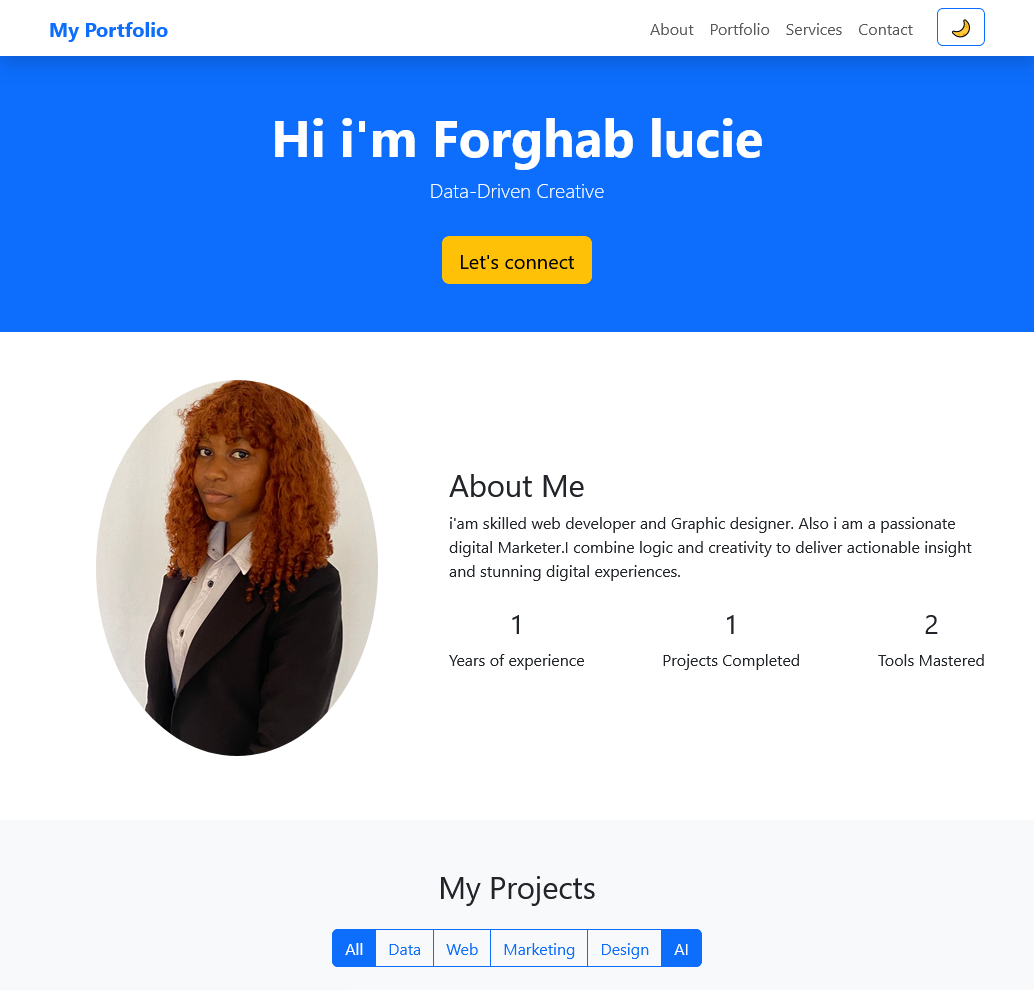 My Portfolio
About Portfolio Services Contact
Hi i'm Forghab lucie
Data-Driven Creative
Let's connect
About Me
i'am skilled web developer and Graphic designer. Also i am a passionate
digital Marketer.I combine logic and creativity to deliver actionable insight
and stunning digital experiences.
1 1 2
Years of experience Projects Completed Tools Mastered
My Projects
All Data Web Marketing Design AI